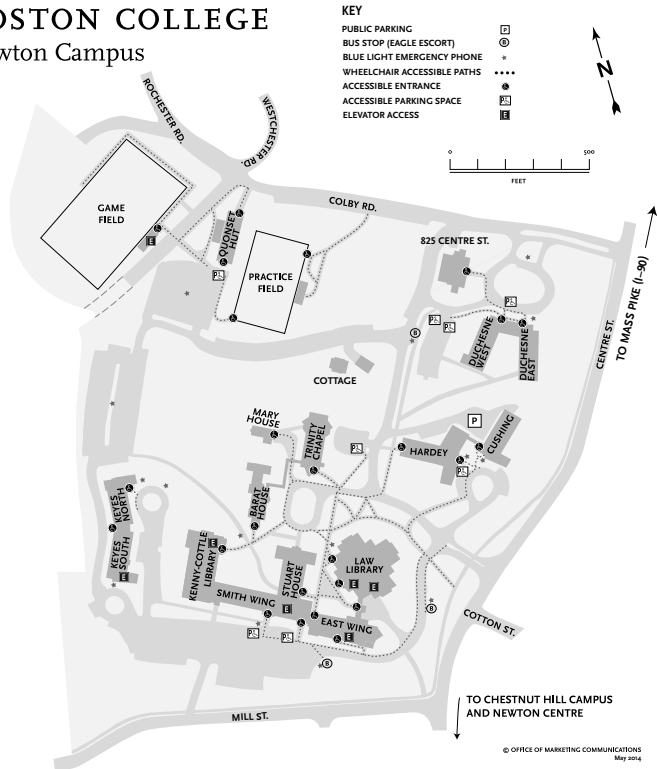 OSTON COLLEGE
wton Campus
KEY
PUBLIC PARKING P
BUS STOP (EAGLE ESCORT) B
BLUE LIGHT EMERGENCY PHONE
WHEELCHAIR ACCESSIBLE PATHS
ACCESSIBLE ENTRANCE
ACCESSIBLE PARKING SPACE P
ELEVATOR ACCESS E
N
0 500
FEET
ROCHESTER RD.
WESTCHESTER RD.
COLBY RD.
GAME
FIELD
E
QUONSET
HUT
P
PRACTICE
FIELD
825 CENTRE ST.
P
P
P
B
DUCHESNE
WEST
DUCHESNE
EAST
CENTRE ST.
TO MASS PIKE (I-90)
COTTAGE
MARY
HOUSE
TRINITY
CHAPEL
P
P
HARDEY
CUSHING
P
BARAT
HOUSE
KEYES
NORTH
KEYES
SOUTH
E
KENNY-COTTLE
LIBRARY
E
STUART
HOUSE
LAW
LIBRARY
E
E
SMITH WING
E
EAST WING
E
P
P
B
B
COTTON ST.
MILL ST.
TO CHESTNUT HILL CAMPUS
AND NEWTON CENTRE
© OFFICE OF MARKETING COMMUNICATIONS
May 2014